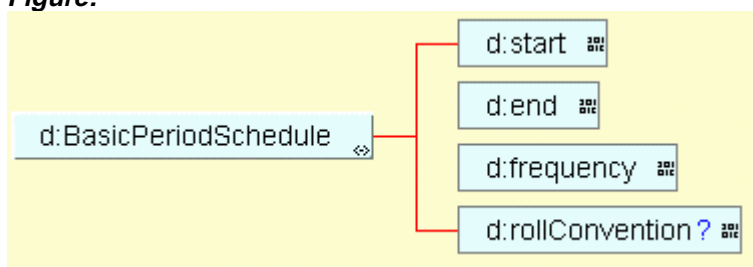 Figure:
d:start
d:end
d:BasicPeriodSchedule
d:frequency
d:rollConvention?